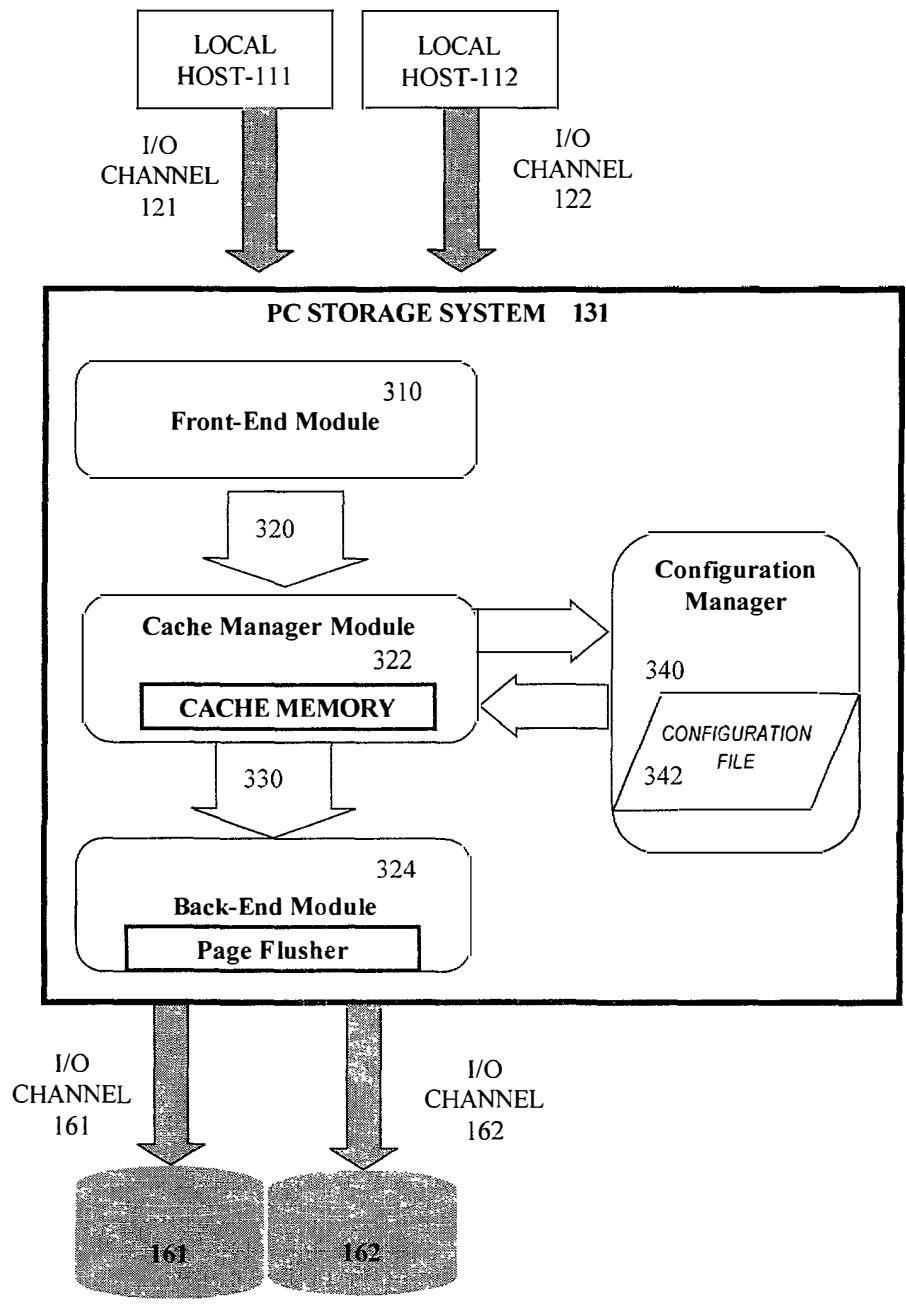 LOCAL
HOST-111
LOCAL
HOST-112
I/O
CHANNEL
121
I/O
CHANNEL
122
PC STORAGE SYSTEM 131
310
Front-End Module
320
Cache Manager Module
322
CACHE MEMORY
Configuration
Manager
340
CONFIGURATION
FILE
342
330
324
Back-End Module
Page Flusher
I/O
CHANNEL
161
I/O
CHANNEL
162
161
162